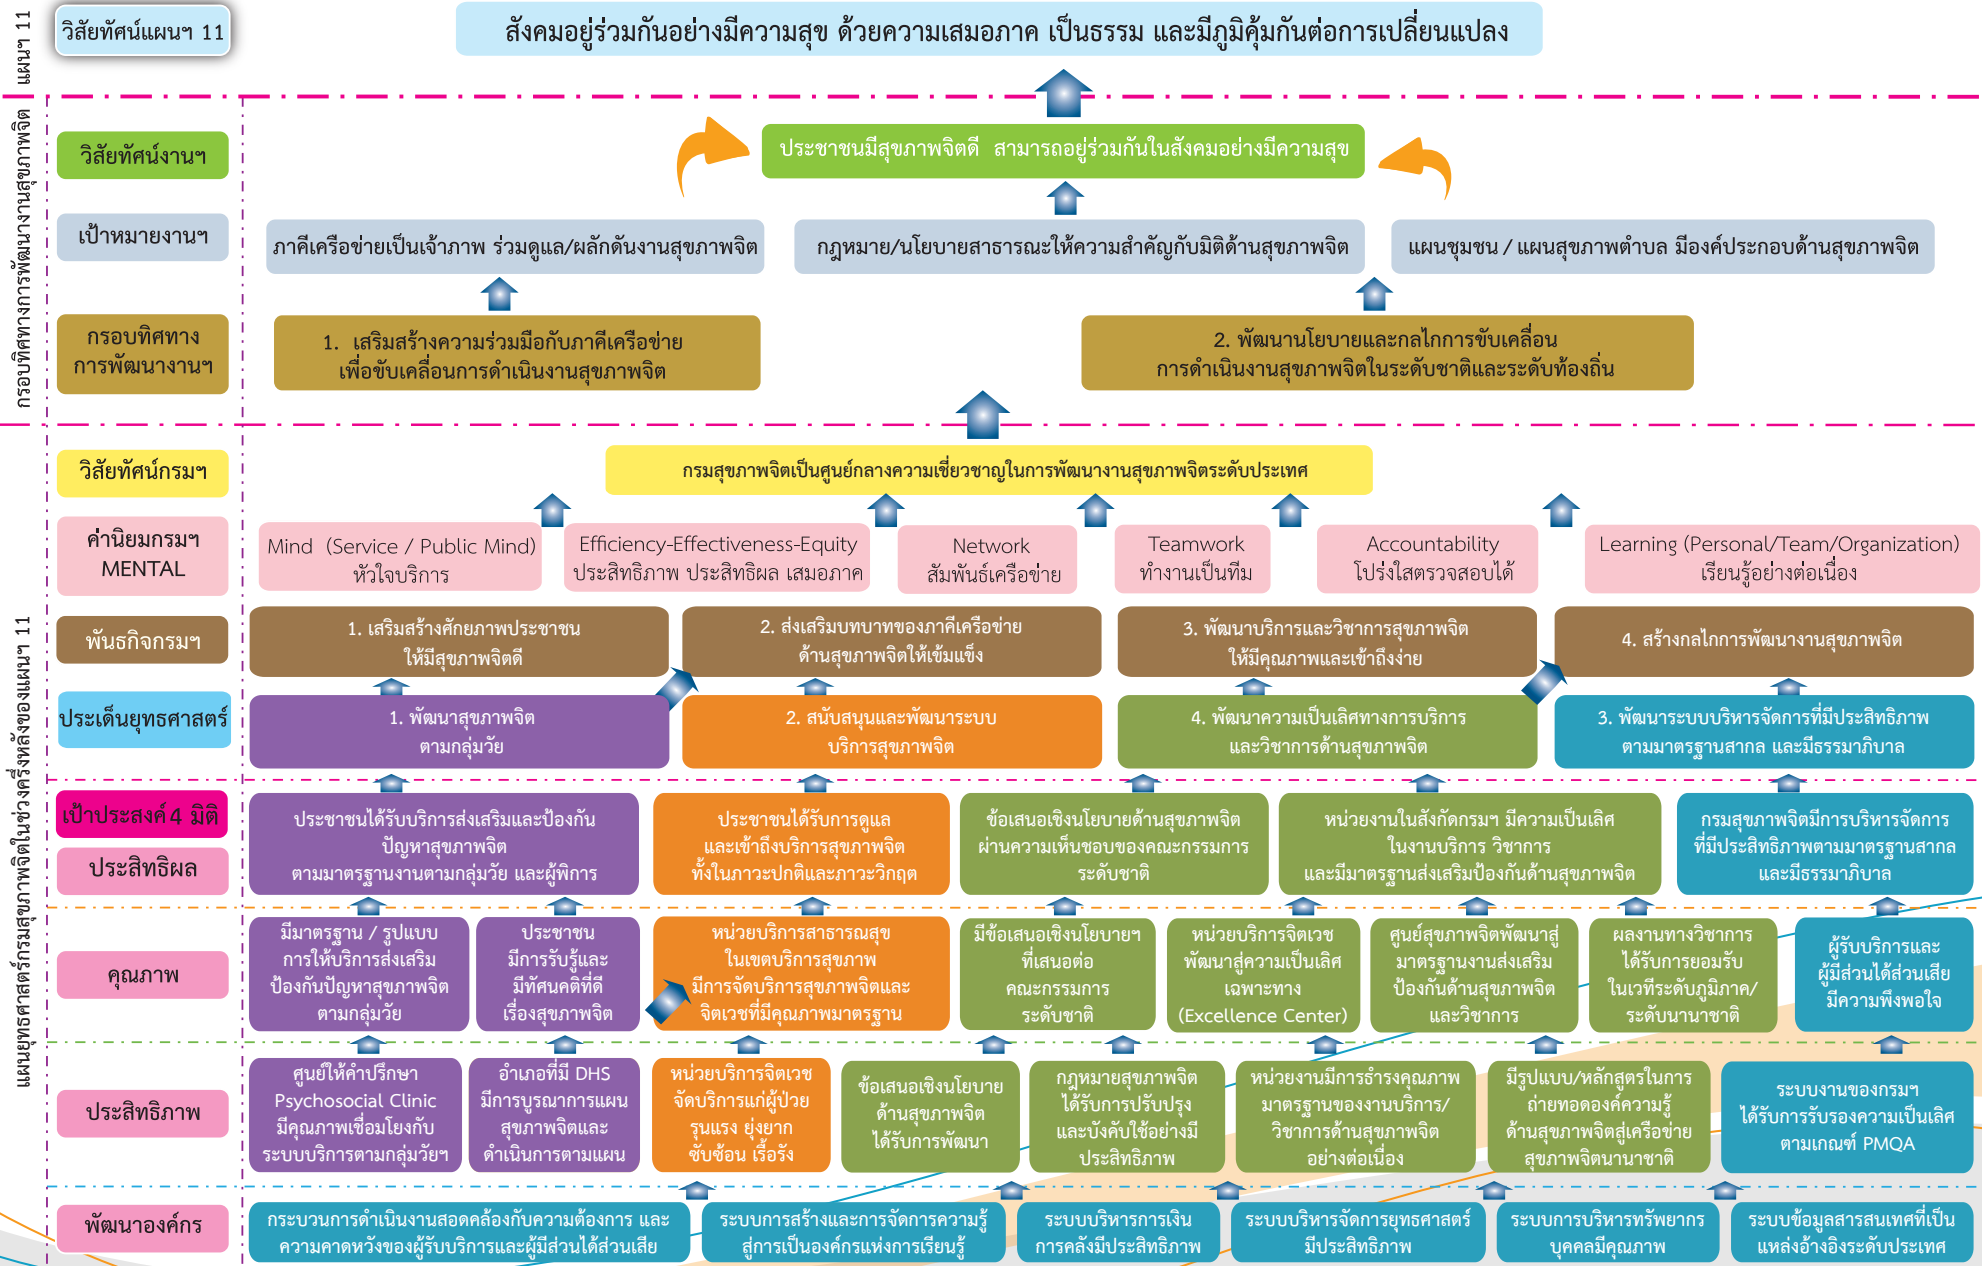 แผนฯ 11
วิสัยทัศน์แผนฯ 11
สังคมอยู่ร่วมกันอย่างมีความสุข ด้วยความเสมอภาค เป็นธรรม และมีภูมิคุ้มกันต่อการเปลี่ยนแปลง
กรอบทิศทางการพัฒนางานสุขภาพจิต
วิสัยทัศน์งานฯ
ประชาชนมีสุขภาพจิตดี สามารถอยู่ร่วมกันในสังคมอย่างมีความสุข
เป้าหมายงานฯ
ภาคีเครือข่ายเป็นเจ้าภาพ ร่วมดูแล/ผลักดันงานสุขภาพจิต
กฎหมาย/นโยบายสาธารณะให้ความสำคัญกับมิติด้านสุขภาพจิต
แผนชุมชน / แผนสุขภาพตำบล มีองค์ประกอบด้านสุขภาพจิต
กรอบทิศทาง
การพัฒนางานฯ
1. เสริมสร้างความร่วมมือกับภาคีเครือข่าย
เพื่อขับเคลื่อนการดำเนินงานสุขภาพจิต
2. พัฒนานโยบายและกลไกการขับเคลื่อน
การดำเนินงานสุขภาพจิตในระดับชาติและระดับท้องถิ่น
แผนยุทธศาสตร์กรมสุขภาพจิตในช่วงครึ่งหลังของแผนฯ 11
วิสัยทัศน์กรมฯ
กรมสุขภาพจิตเป็นศูนย์กลางความเชี่ยวชาญในการพัฒนางานสุขภาพจิตระดับประเทศ
ค่านิยมกรมฯ
MENTAL
Mind (Service / Public Mind)
หัวใจบริการ
Efficiency-Effectiveness-Equity
ประสิทธิภาพ ประสิทธิผล เสมอภาค
Network
สัมพันธ์เครือข่าย
Teamwork
ทำงานเป็นทีม
Accountability
โปร่งใสตรวจสอบได้
Learning (Personal/Team/Organization)
เรียนรู้อย่างต่อเนื่อง
พันธกิจกรมฯ
1. เสริมสร้างศักยภาพประชาชน
ให้มีสุขภาพจิตดี
2. ส่งเสริมบทบาทของภาคีเครือข่าย
ด้านสุขภาพจิตให้เข้มแข็ง
3. พัฒนาบริการและวิชาการสุขภาพจิต
ให้มีคุณภาพและเข้าถึงง่าย
4. สร้างกลไกการพัฒนางานสุขภาพจิต
ประเด็นยุทธศาสตร์
1. พัฒนาสุขภาพจิต
ตามกลุ่มวัย
2. สนับสนุนและพัฒนาระบบ
บริการสุขภาพจิต
4. พัฒนาความเป็นเลิศทางการบริการ
และวิชาการด้านสุขภาพจิต
3. พัฒนาระบบบริหารจัดการที่มีประสิทธิภาพ
ตามมาตรฐานสากล และมีธรรมาภิบาล
เป้าประสงค์ 4 มิติ
ประสิทธิผล
ประชาชนได้รับบริการส่งเสริมและป้องกัน
ปัญหาสุขภาพจิต
ตามมาตรฐานงานตามกลุ่มวัย และผู้พิการ
ประชาชนได้รับการดูแล
และเข้าถึงบริการสุขภาพจิต
ทั้งในภาวะปกติและภาวะวิกฤต
ข้อเสนอเชิงนโยบายด้านสุขภาพจิต
ผ่านความเห็นชอบของคณะกรรมการ
ระดับชาติ
หน่วยงานในสังกัดกรมฯ มีความเป็นเลิศ
ในงานบริการ วิชาการ
และมีมาตรฐานส่งเสริมป้องกันด้านสุขภาพจิต
กรมสุขภาพจิตมีการบริหารจัดการ
ที่มีประสิทธิภาพตามมาตรฐานสากล
และมีธรรมาภิบาล
คุณภาพ
มีมาตรฐาน / รูปแบบ
การให้บริการส่งเสริม
ป้องกันปัญหาสุขภาพจิต
ตามกลุ่มวัย
ประชาชน
มีการรับรู้และ
มีทัศนคติที่ดี
เรื่องสุขภาพจิต
หน่วยบริการสาธารณสุข
ในเขตบริการสุขภาพ
มีการจัดบริการสุขภาพจิตและ
จิตเวชที่มีคุณภาพมาตรฐาน
มีข้อเสนอเชิงนโยบายฯ
ที่เสนอต่อ
คณะกรรมการ
ระดับชาติ
หน่วยบริการจิตเวช
พัฒนาสู่ความเป็นเลิศ
เฉพาะทาง
(Excellence Center)
ศูนย์สุขภาพจิตพัฒนาสู่
มาตรฐานงานส่งเสริม
ป้องกันด้านสุขภาพจิต
และวิชาการ
ผลงานทางวิชาการ
ได้รับการยอมรับ
ในเวทีระดับภูมิภาค/
ระดับนานาชาติ
ผู้รับบริการและ
ผู้มีส่วนได้ส่วนเสีย
มีความพึงพอใจ
ประสิทธิภาพ
ศูนย์ให้คำปรึกษา
Psychosocial Clinic
มีคุณภาพเชื่อมโยงกับ
ระบบบริการตามกลุ่มวัยฯ
อำเภอที่มี DHS
มีการบูรณาการแผน
สุขภาพจิตและ
ดำเนินการตามแผน
หน่วยบริการจิตเวช
จัดบริการแก่ผู้ป่วย
รุนแรง ยุ่งยาก
ซับซ้อน เรื้อรัง
ข้อเสนอเชิงนโยบาย
ด้านสุขภาพจิต
ได้รับการพัฒนา
กฎหมายสุขภาพจิต
ได้รับการปรับปรุง
และบังคับใช้อย่างมี
ประสิทธิภาพ
หน่วยงานมีการธำรงคุณภาพ
มาตรฐานของงานบริการ/
วิชาการด้านสุขภาพจิต
อย่างต่อเนื่อง
มีรูปแบบ/หลักสูตรในการ
ถ่ายทอดองค์ความรู้
ด้านสุขภาพจิตสู่เครือข่าย
สุขภาพจิตนานาชาติ
ระบบงานของกรมฯ
ได้รับการรับรองความเป็นเลิศ
ตามเกณฑ์ PMQA
พัฒนาองค์กร
กระบวนการดำเนินงานสอดคล้องกับความต้องการ และ
ความคาดหวังของผู้รับบริการและผู้มีส่วนได้ส่วนเสีย
ระบบการสร้างและการจัดการความรู้
สู่การเป็นองค์กรแห่งการเรียนรู้
ระบบบริหารการเงิน
การคลังมีประสิทธิภาพ
ระบบบริหารจัดการยุทธศาสตร์
มีประสิทธิภาพ
ระบบการบริหารทรัพยากร
บุคคลมีคุณภาพ
ระบบข้อมูลสารสนเทศที่เป็น
แหล่งอ้างอิงระดับประเทศ